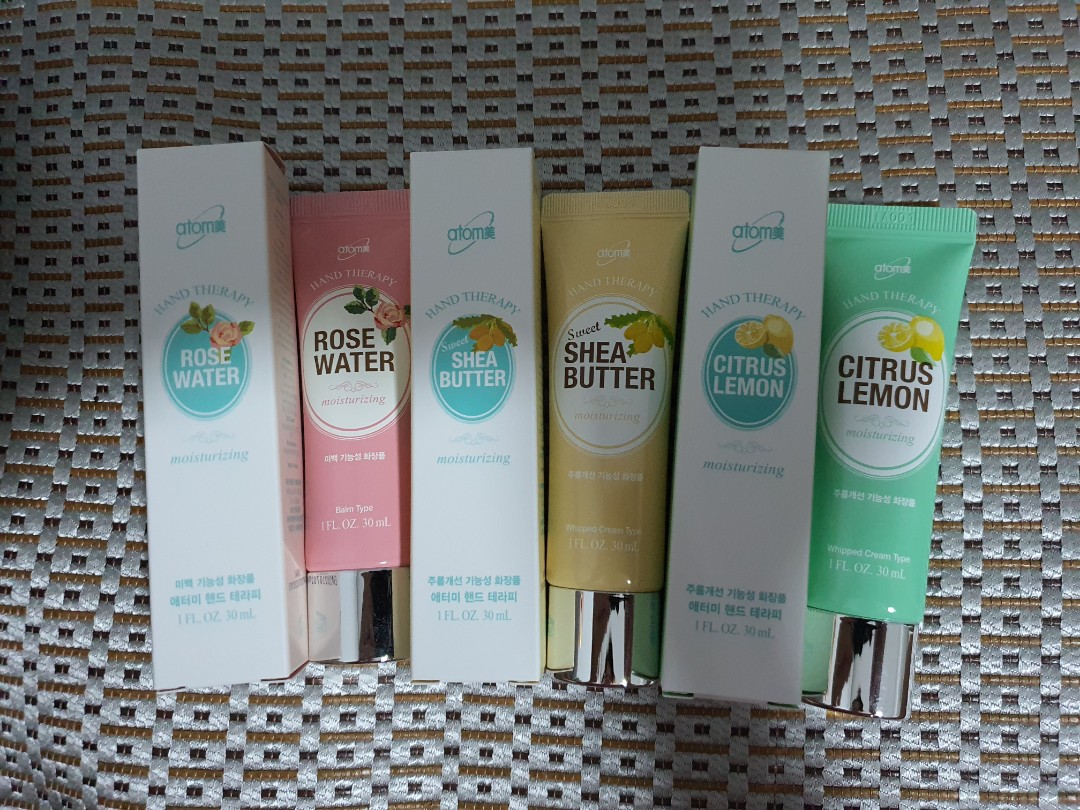 atom美
HAND THERAPY
ROSE
WATER
moisturizing
미백 기능성 화장품
애터미 핸드 테라피
1 FL. OZ. 30 mL
atom美
HAND THERAPY
ROSE
WATER
moisturizing
미백 기능성 화장품
Balm Type
1 FL. OZ. 30 mL
atom美
HAND THERAPY
Sweet
SHEA
BUTTER
moisturizing
주름개선 기능성 화장품
애터미 핸드 테라피
1 FL. OZ. 30 mL
atom美
HAND THERAPY
Sweet
SHEA
BUTTER
moisturizing
주름개선 기능성 화장품
Whipped Cream Type
1 FL. OZ. 30 mL
atom美
HAND THERAPY
CITRUS
LEMON
moisturizing
주름개선 기능성 화장품
애터미 핸드 테라피
1 FL. OZ. 30 mL
atom美
HAND THERAPY
CITRUS
LEMON
moisturizing
주름개선 기능성 화장품
Whipped Cream Type
1 FL. OZ. 30 mL